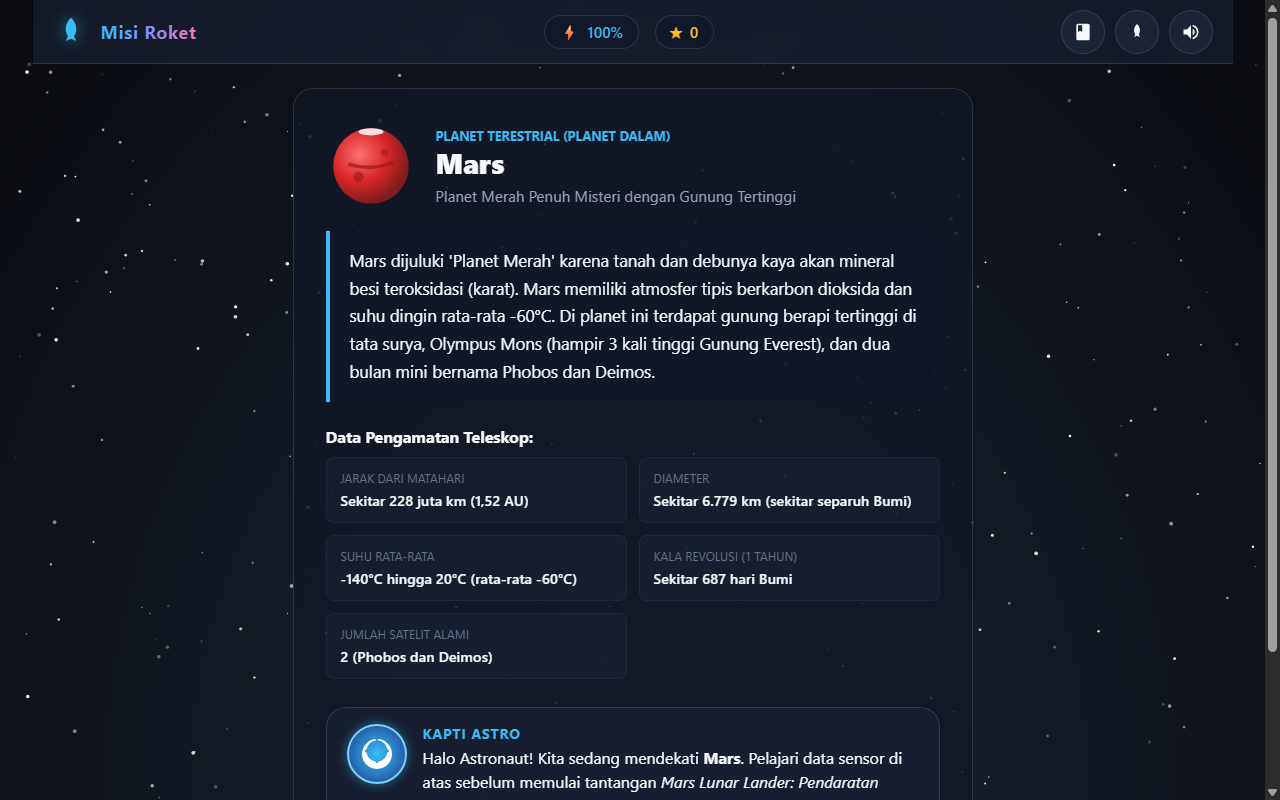 Misi Roket
100%
0
PLANET TERESTRIAL (PLANET DALAM)
Mars
Planet Merah Penuh Misteri dengan Gunung Tertinggi
Mars dijuluki 'Planet Merah' karena tanah dan debunya kaya akan mineral
besi teroksidasi (karat). Mars memiliki atmosfer tipis berkarbon dioksida dan
suhu dingin rata-rata -60°C. Di planet ini terdapat gunung berapi tertinggi di
tata surya, Olympus Mons (hampir 3 kali tinggi Gunung Everest), dan dua
bulan mini bernama Phobos dan Deimos.
Data Pengamatan Teleskop:
JARAK DARI MATAHARI
Sekitar 228 juta km (1,52 AU)
DIAMETER
Sekitar 6.779 km (sekitar separuh Bumi)
SUHU RATA-RATA
-140°C hingga 20°C (rata-rata -60°C)
KALA REVOLUSI (1 TAHUN)
Sekitar 687 hari Bumi
JUMLAH SATELIT ALAMI
2 (Phobos dan Deimos)
KAPTI ASTRO
Halo Astronaut! Kita sedang mendekati Mars. Pelajari data sensor di
atas sebelum memulai tantangan Mars Lunar Lander: Pendaratan